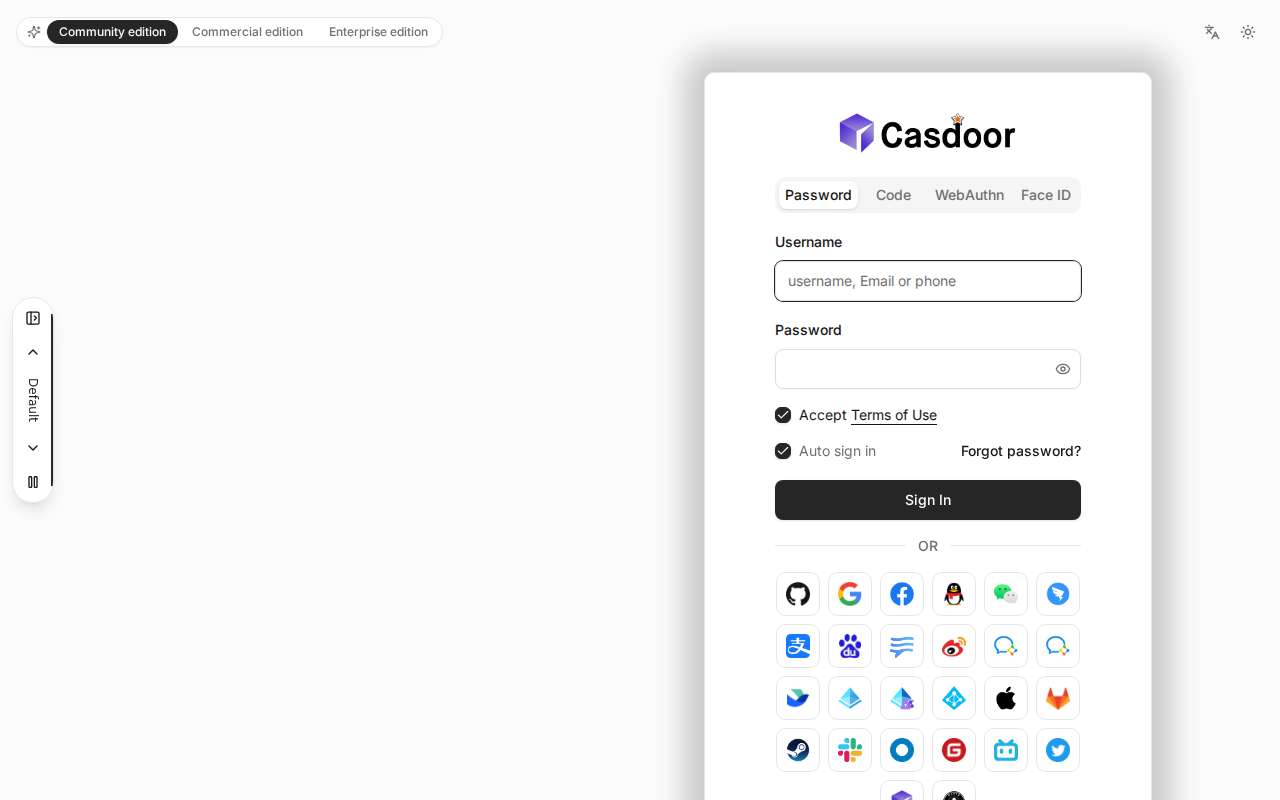 Community edition
Commercial edition
Enterprise edition
Casdoor
Password
Code
WebAuthn
Face ID
Username
username, Email or phone
Password
Accept Terms of Use
Auto sign in
Forgot password?
Sign In
OR
Default